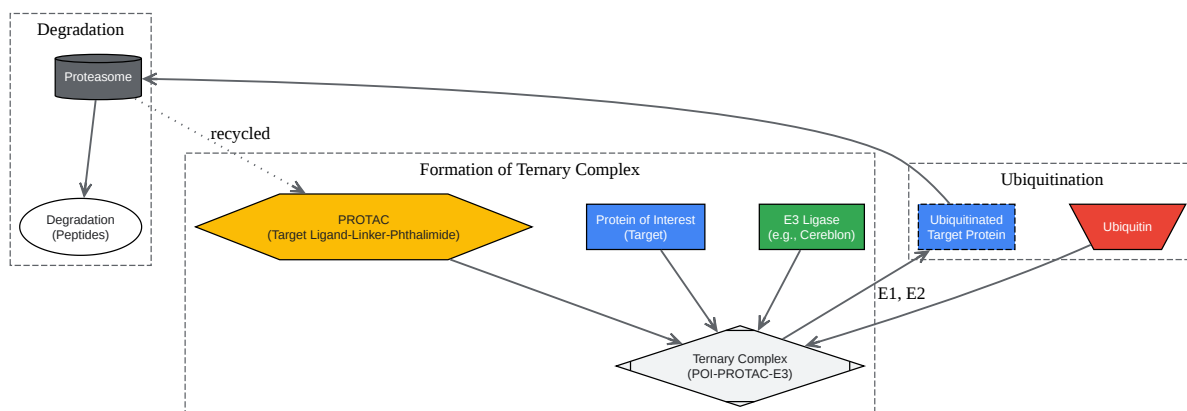 Degradation
Proteasome
recycled
Degradation
(Peptides)
Formation of Ternary Complex
PROTAC
(Target Ligand-Linker-Phthalimide)
Protein of Interest
(Target)
E3 Ligase
(e.g., Cereblon)
Ubiquitination
Ubiquitinated
Target Protein
Ubiquitin
E1, E2
Ternary Complex
(POI-PROTAC-E3)